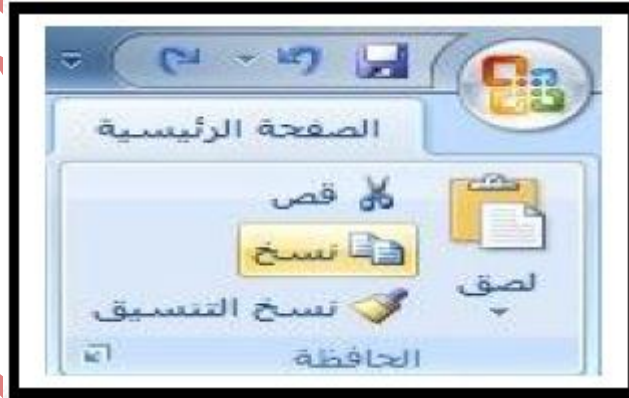 الصفحة الرئيسية
قص
نسخ
لصق
نسخ التنسيق
الحافظة